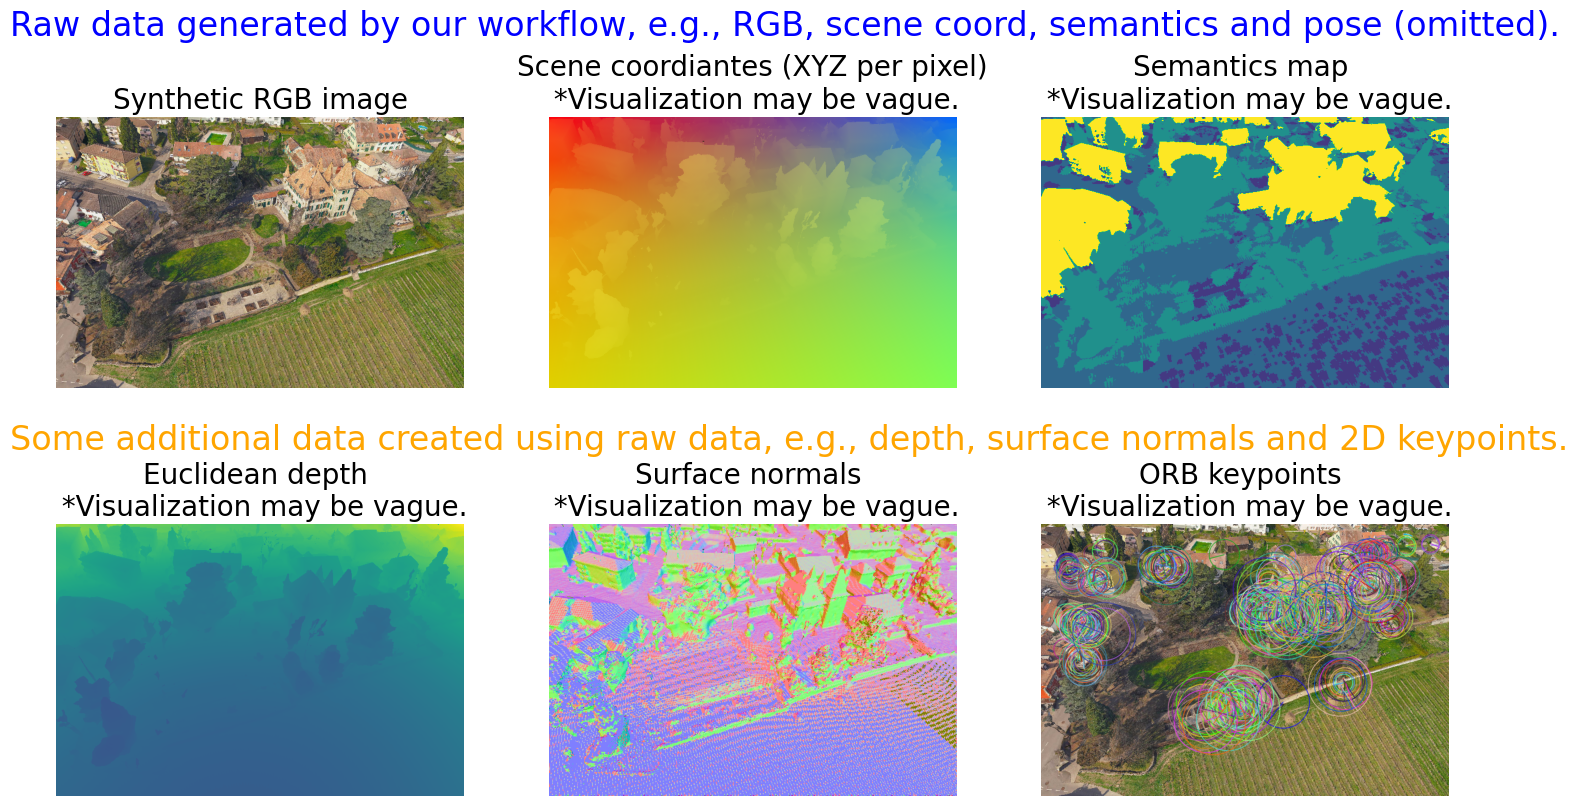 Raw data generated by our workflow, e.g., RGB, scene coord, semantics and pose (omitted).
Synthetic RGB image
Scene coordiantes (XYZ per pixel)
*Visualization may be vague.
Semantics map
*Visualization may be vague.
Some additional data created using raw data, e.g., depth, surface normals and 2D keypoints.
Euclidean depth
*Visualization may be vague.
Surface normals
*Visualization may be vague.
ORB keypoints
*Visualization may be vague.